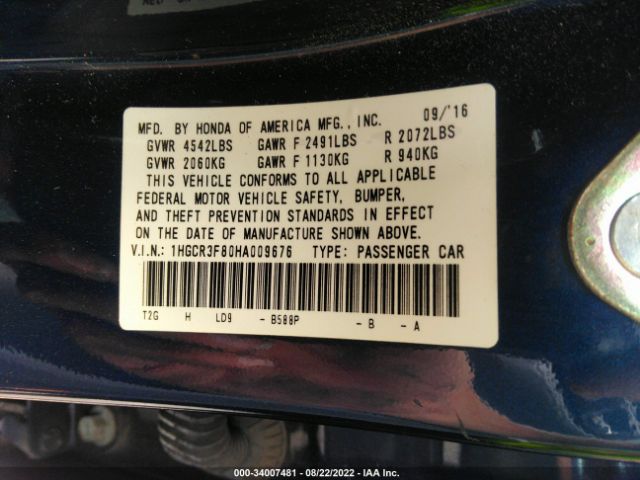 MFD. BY HONDA OF AMERICA MFG., INC. 09/'16
GVWR 4542LBS GAWR F 2491LBS R 2072LBS
GVWR 2060KG GAWR F 1130KG R 940KG
THIS VEHICLE CONFORMS TO ALL APPLICABLE
FEDERAL MOTOR VEHICLE SAFETY, BUMPER,
AND THEFT PREVENTION STANDARDS IN EFFECT
ON THE DATE OF MANUFACTURE SHOWN ABOVE.
V.I.N.: 1HGCR3F80HA009676 TYPE: PASSENGER CAR
T2G H LD9 - B588P - B - A
000-34007481 - 08/22/2022 - IAA Inc.